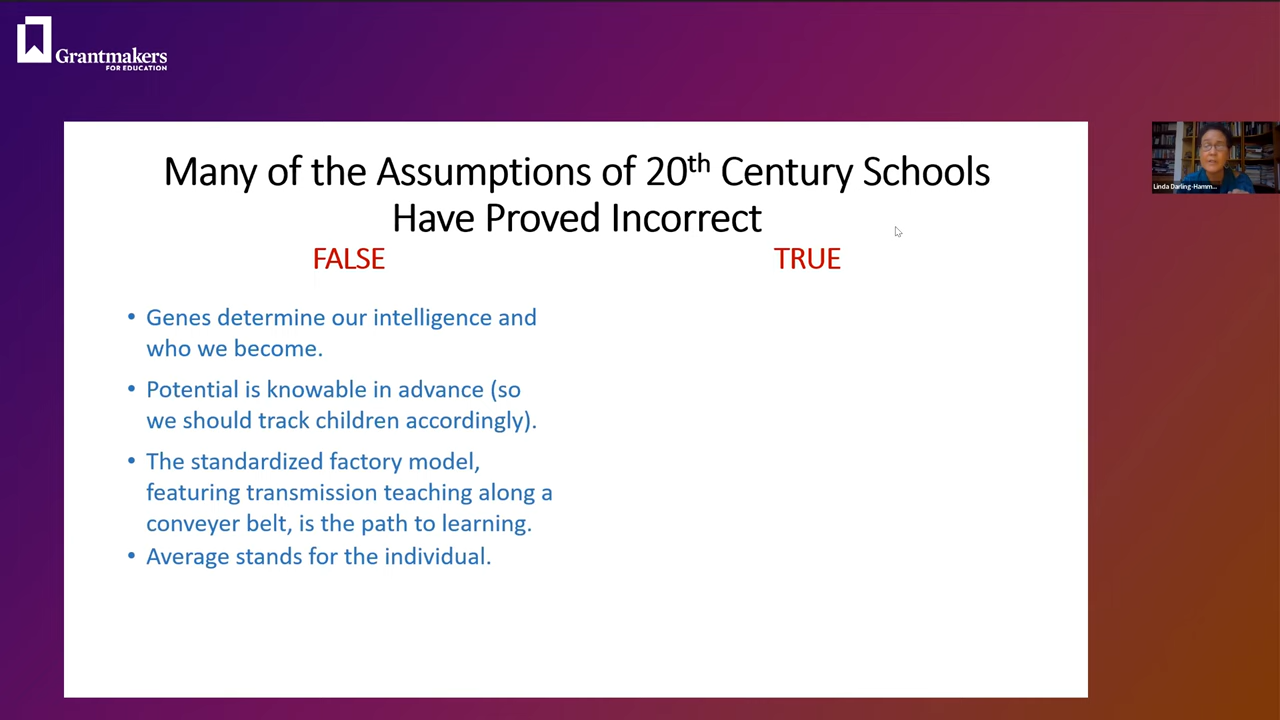 Grantmakers
FOR EDUCATION
Many of the Assumptions of 20th Century Schools
Have Proved Incorrect
FALSE
TRUE
• Genes determine our intelligence and
who we become.
• Potential is knowable in advance (so
we should track children accordingly).
• The standardized factory model,
featuring transmission teaching along a
conveyer belt, is the path to learning.
• Average stands for the individual.
Linda Darling-Hamm...